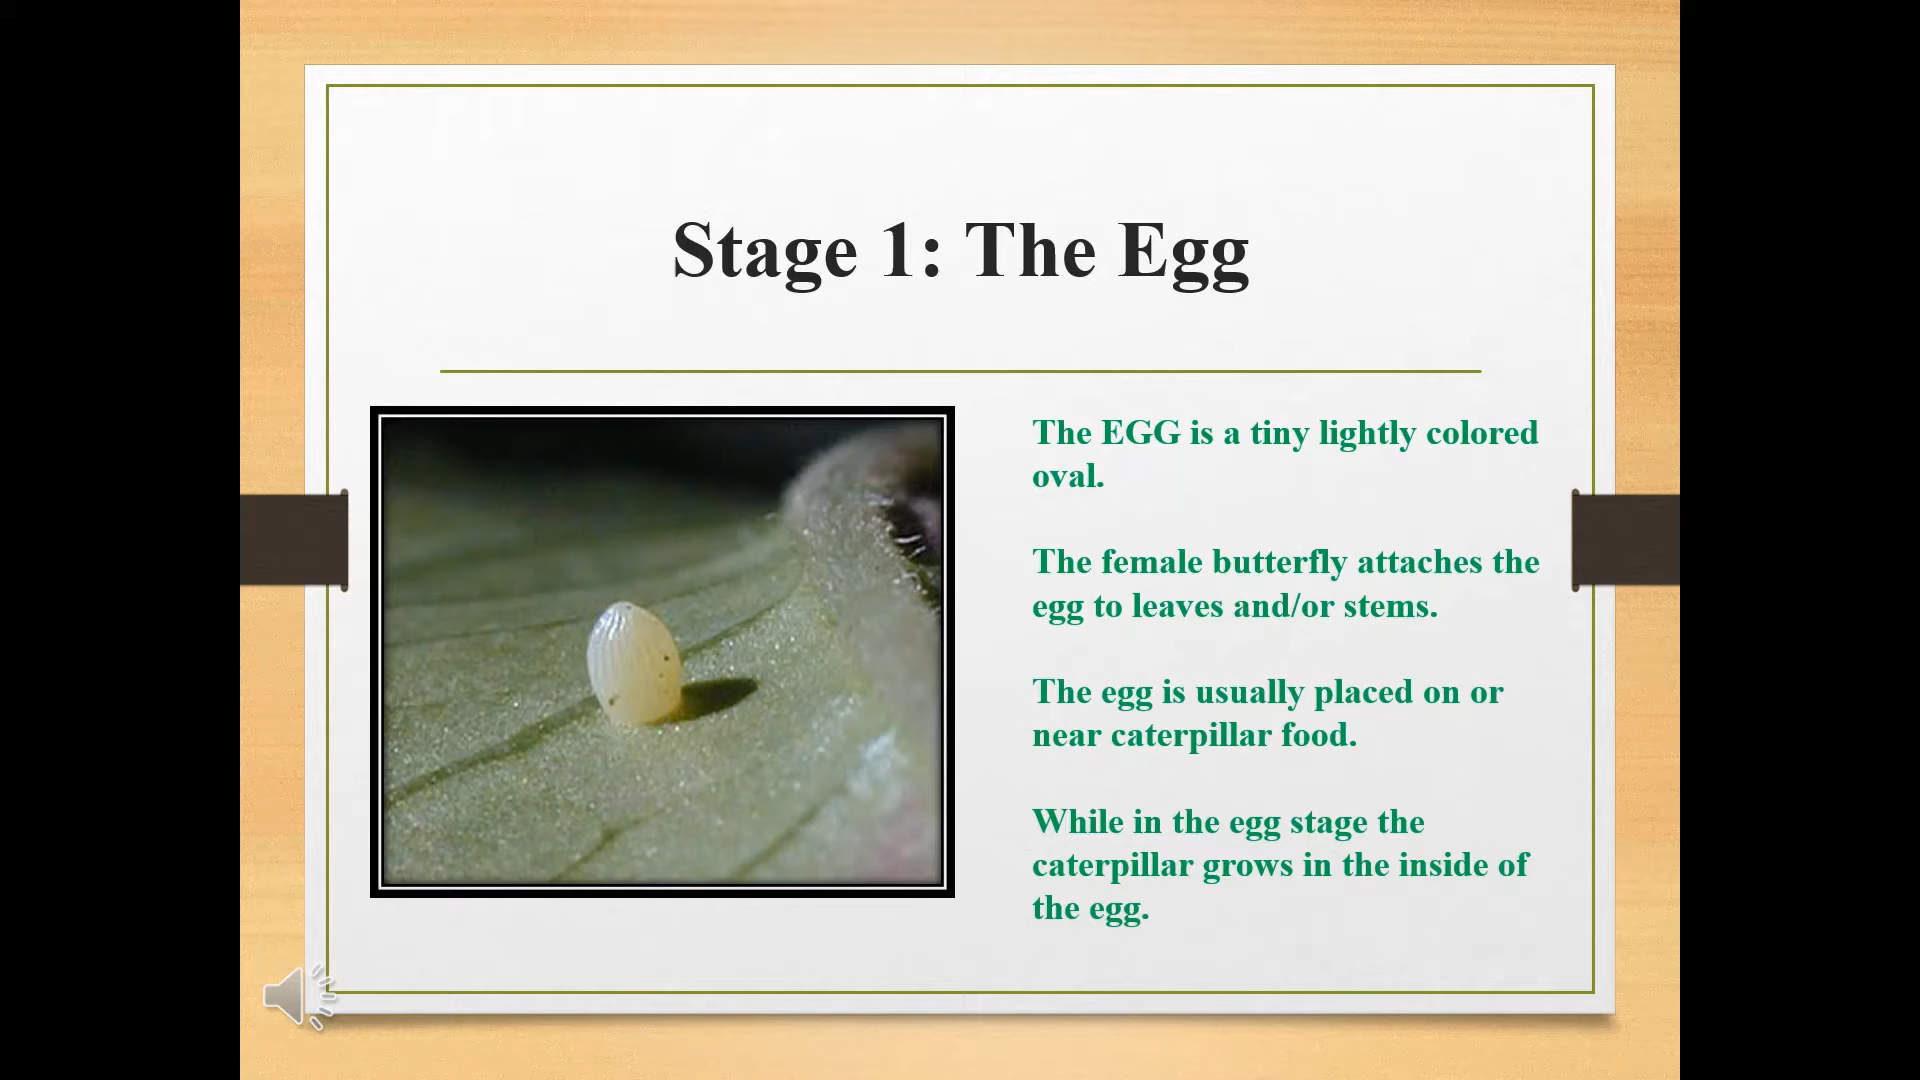 Stage 1: The Egg
The EGG is a tiny lightly colored
oval.
The female butterfly attaches the
egg to leaves and/or stems.
The egg is usually placed on or
near caterpillar food.
While in the egg stage the
caterpillar grows in the inside of
the egg.